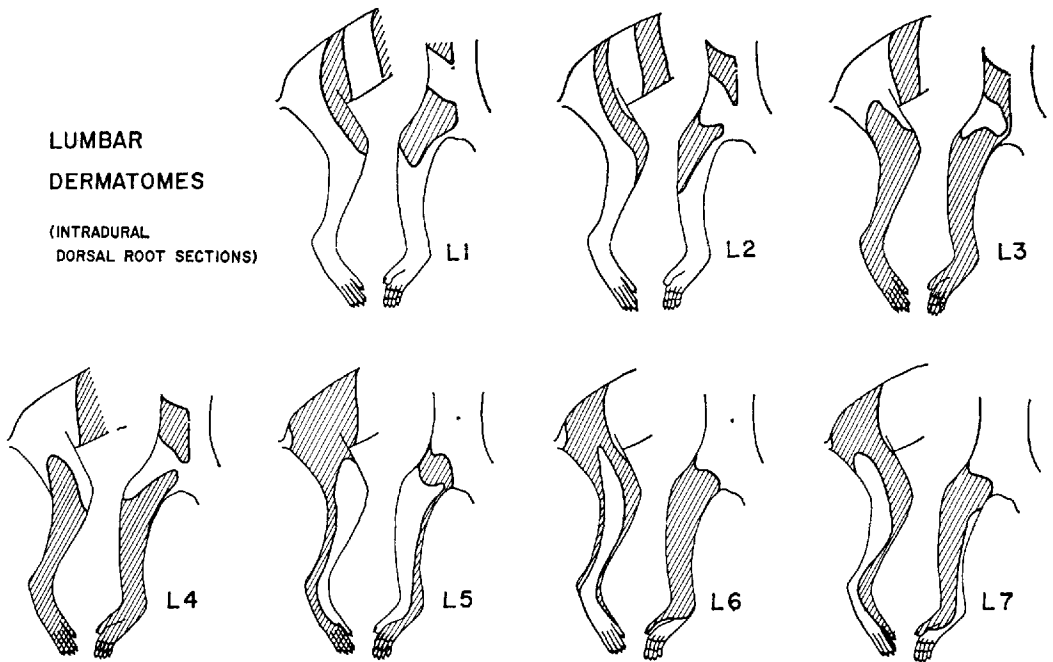 LUMBAR
DERMATOMES
(INTRADURAL
DORSAL ROOT SECTIONS)
L1
L2
L3
L4
L5
L6
L7